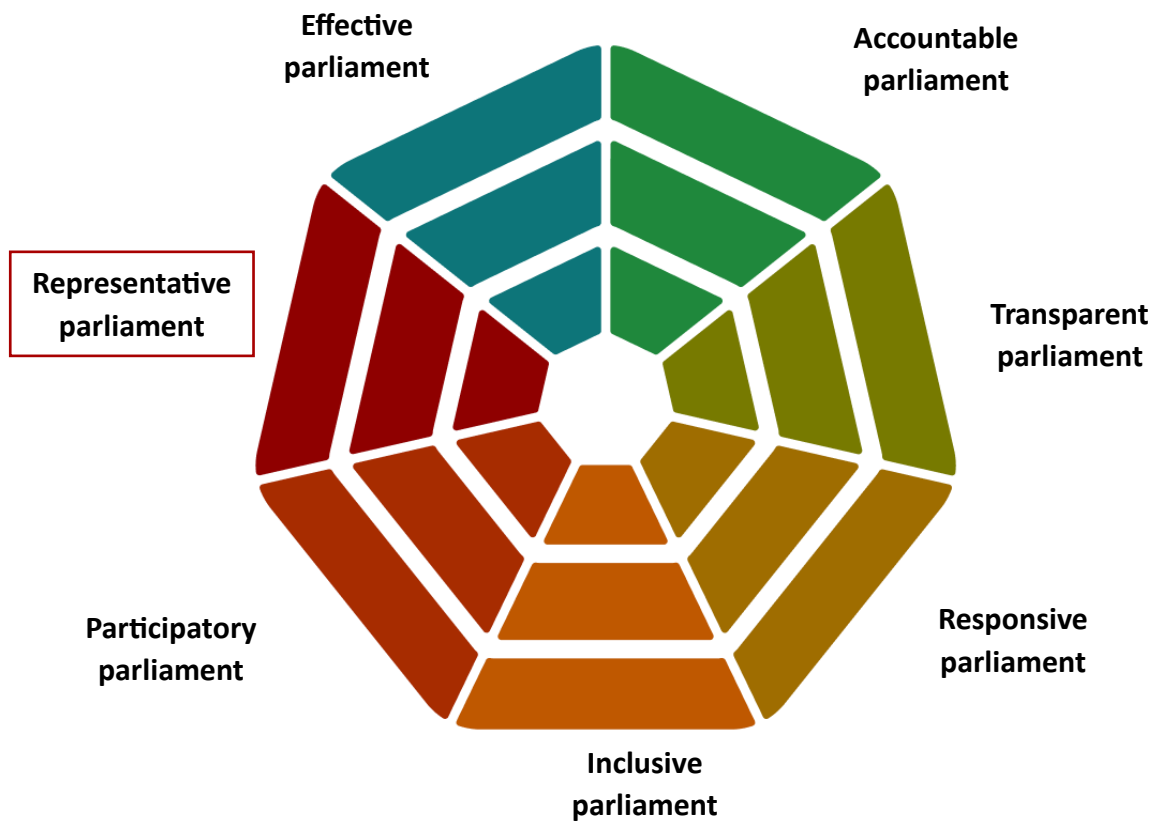 Effective
parliament
Accountable
parliament
Representative
parliament
Transparent
parliament
Participatory
parliament
Responsive
parliament
Inclusive
parliament